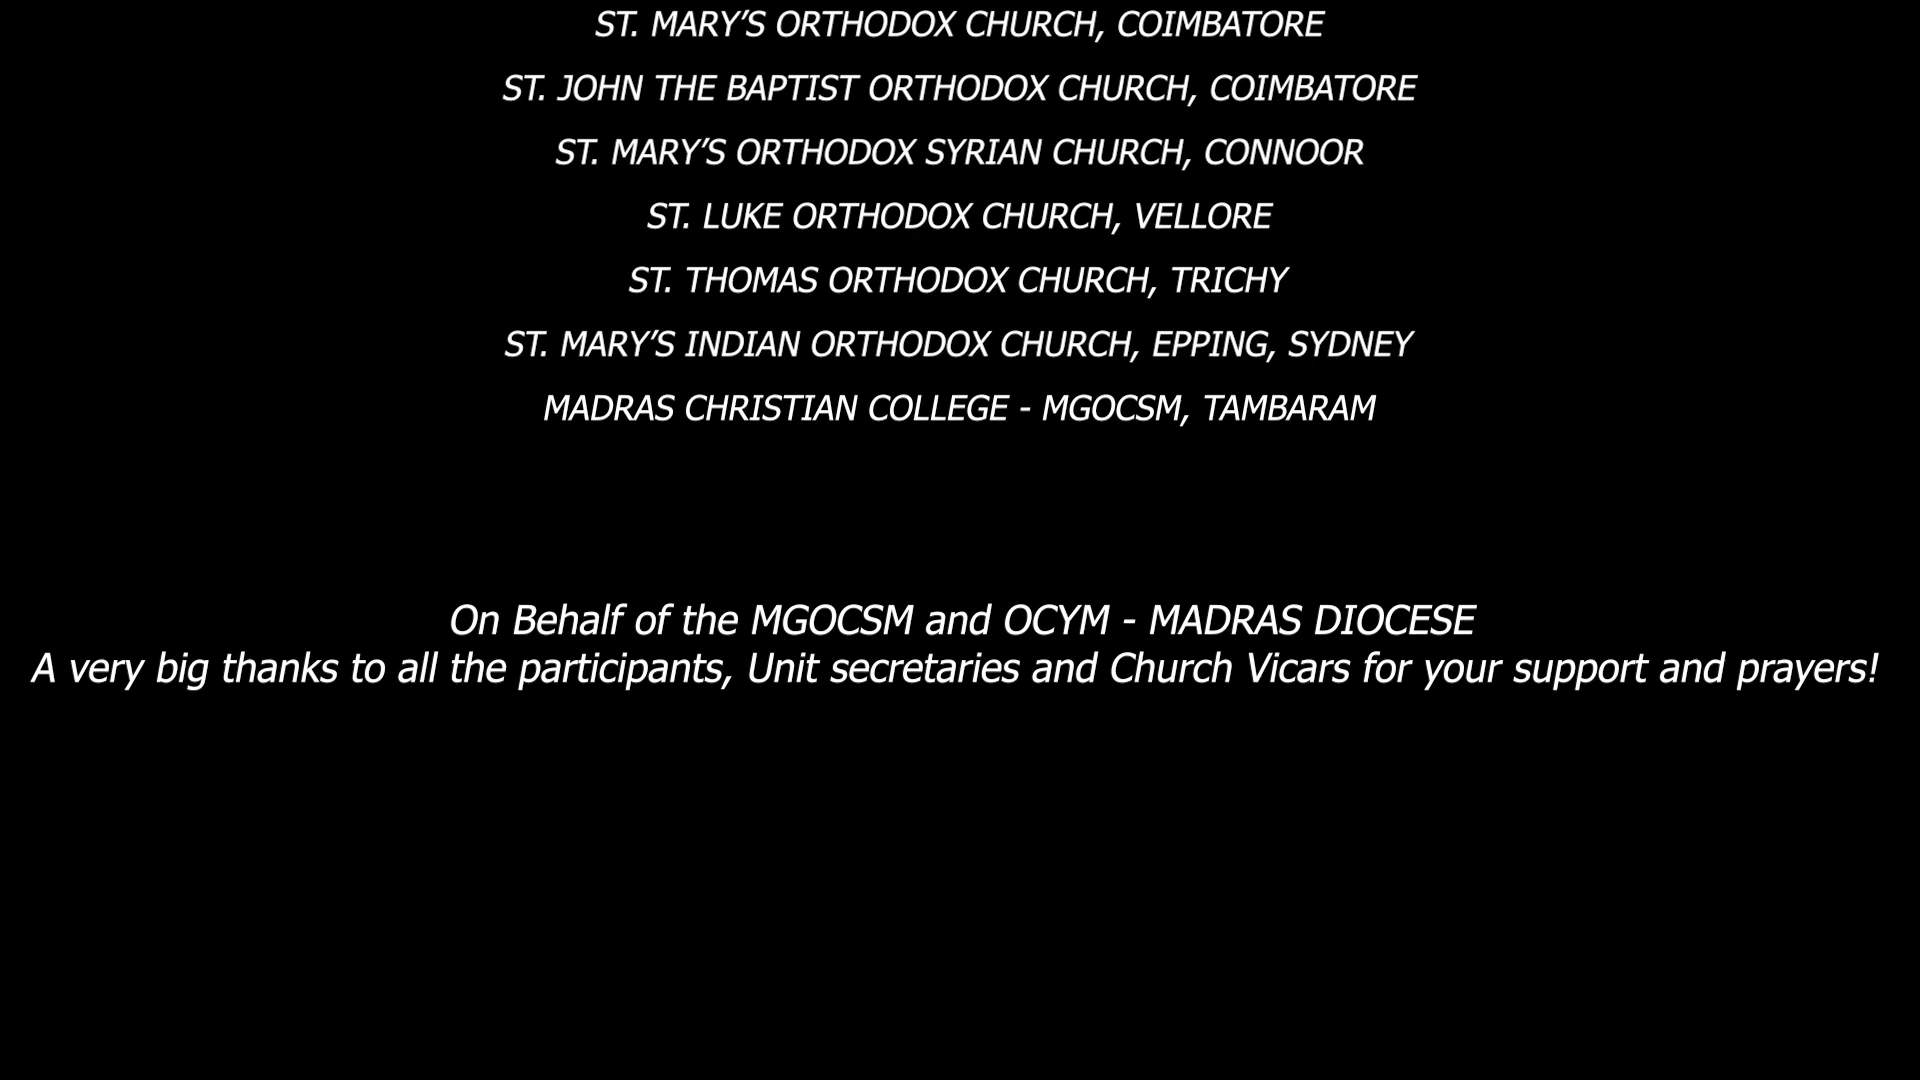 ST. MARY’S ORTHODOX CHURCH, COIMBATORE
ST. JOHN THE BAPTIST ORTHODOX CHURCH, COIMBATORE
ST. MARY’S ORTHODOX SYRIAN CHURCH, CONNOOR
ST. LUKE ORTHODOX CHURCH, VELLORE
ST. THOMAS ORTHODOX CHURCH, TRICHY
ST. MARY’S INDIAN ORTHODOX CHURCH, EPPING, SYDNEY
MADRAS CHRISTIAN COLLEGE - MGOCSM, TAMBARAM
On Behalf of the MGOCSM and OCYM - MADRAS DIOCESE
A very big thanks to all the participants, Unit secretaries and Church Vicars for your support and prayers!